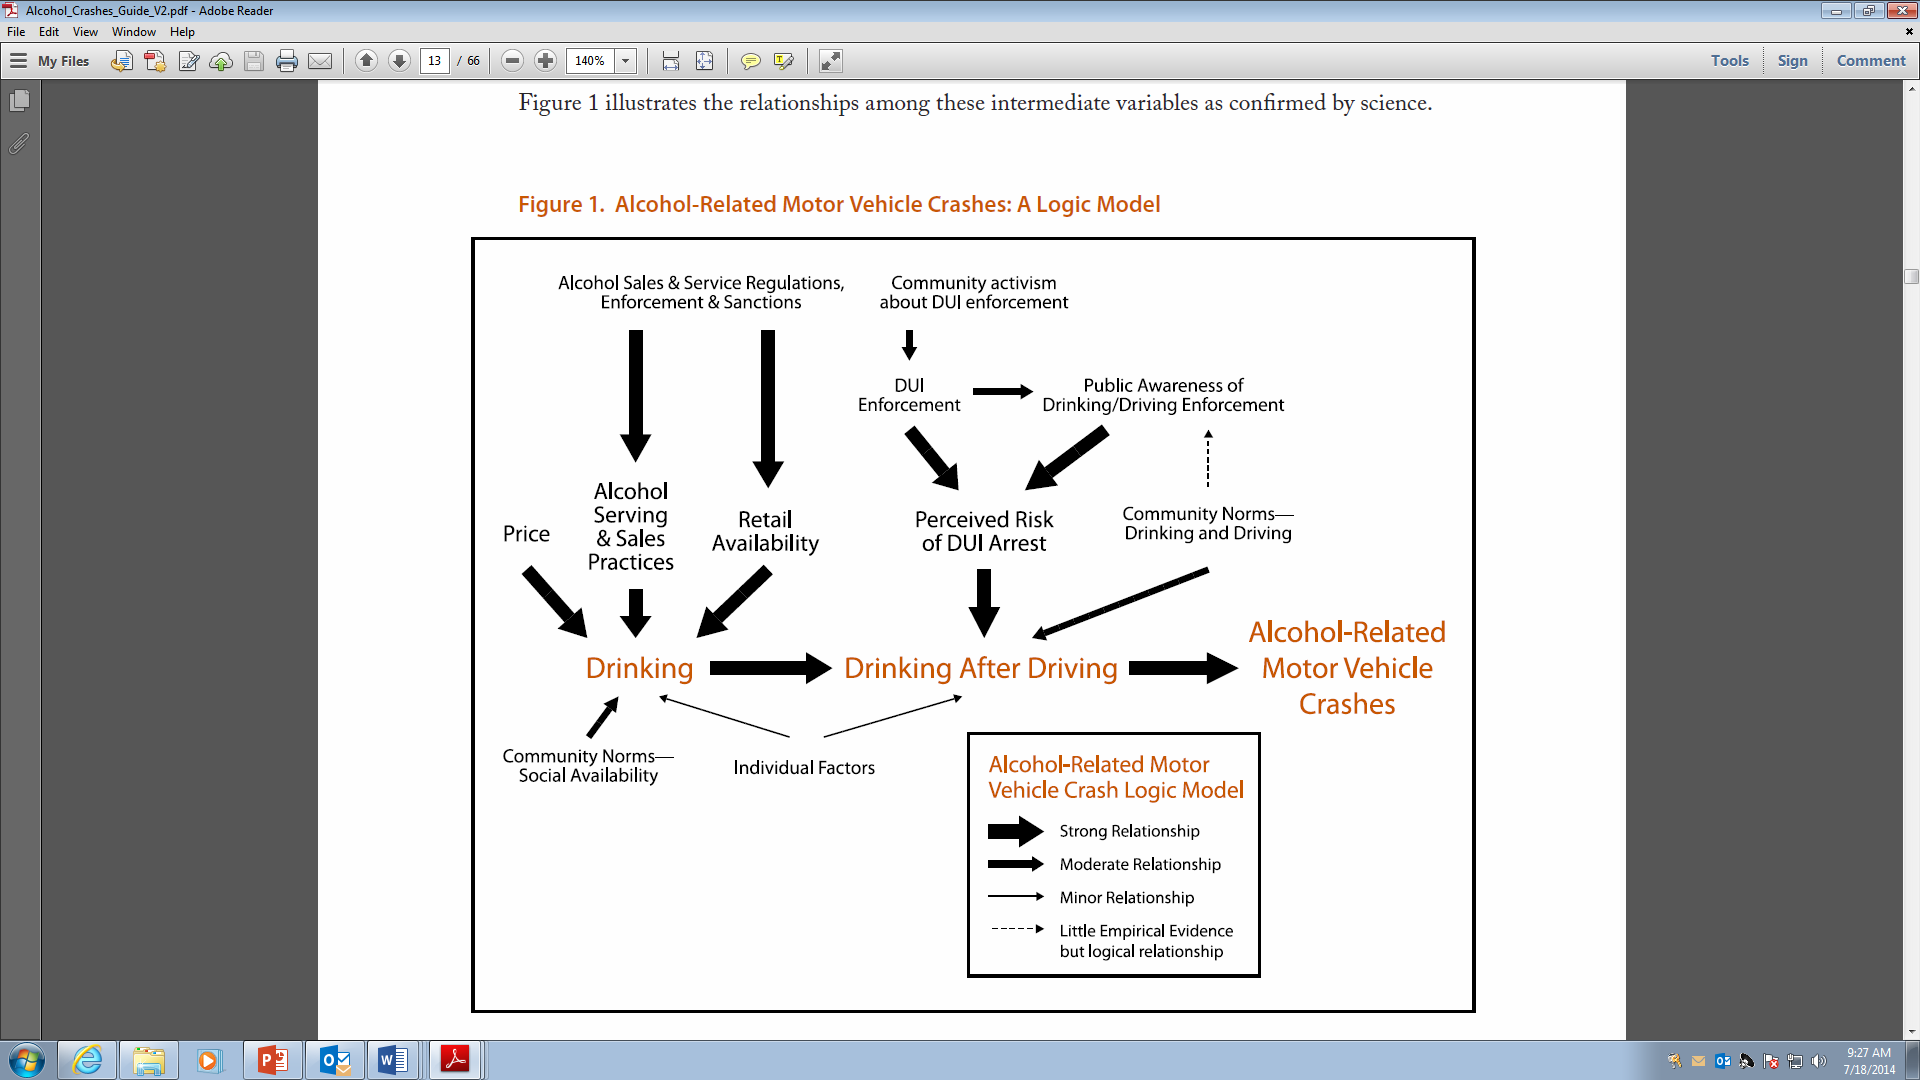 Alcohol_Crashes_Guide_V2.pdf - Adobe Reader
File Edit View Window Help
My Files
13 / 66
140%
Tools Sign Comment
Figure 1 illustrates the relationships among these intermediate variables as confirmed by science.
Figure 1. Alcohol-Related Motor Vehicle Crashes: A Logic Model
Alcohol Sales & Service Regulations,
Enforcement & Sanctions
Community activism
about DUI enforcement
DUI
Enforcement
Public Awareness of
Drinking/Driving Enforcement
Price
Alcohol
Serving
& Sales
Practices
Retail
Availability
Perceived Risk
of DUI Arrest
Community Norms—
Drinking and Driving
Drinking
Drinking After Driving
Alcohol-Related
Motor Vehicle
Crashes
Community Norms—
Social Availability
Individual Factors
Alcohol-Related Motor
Vehicle Crash Logic Model
Strong Relationship
Moderate Relationship
Minor Relationship
Little Empirical Evidence
but logical relationship
9:27 AM
7/18/2014